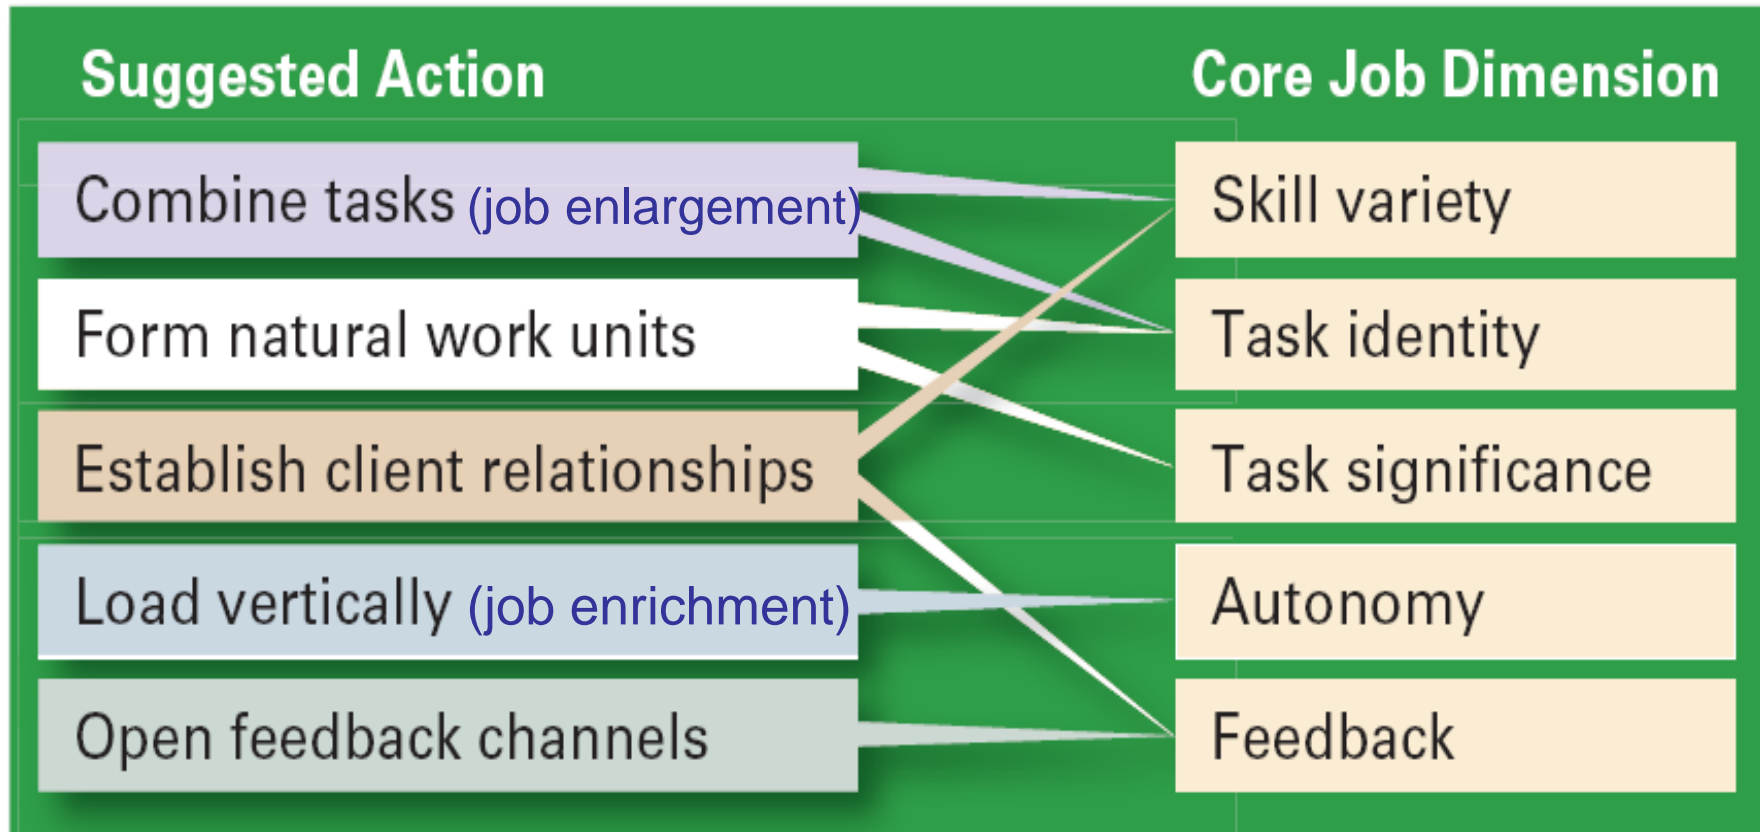 Suggested Action
Core Job Dimension
Combine tasks (job enlargement)
Skill variety
Form natural work units
Task identity
Establish client relationships
Task significance
Load vertically (job enrichment)
Autonomy
Open feedback channels
Feedback